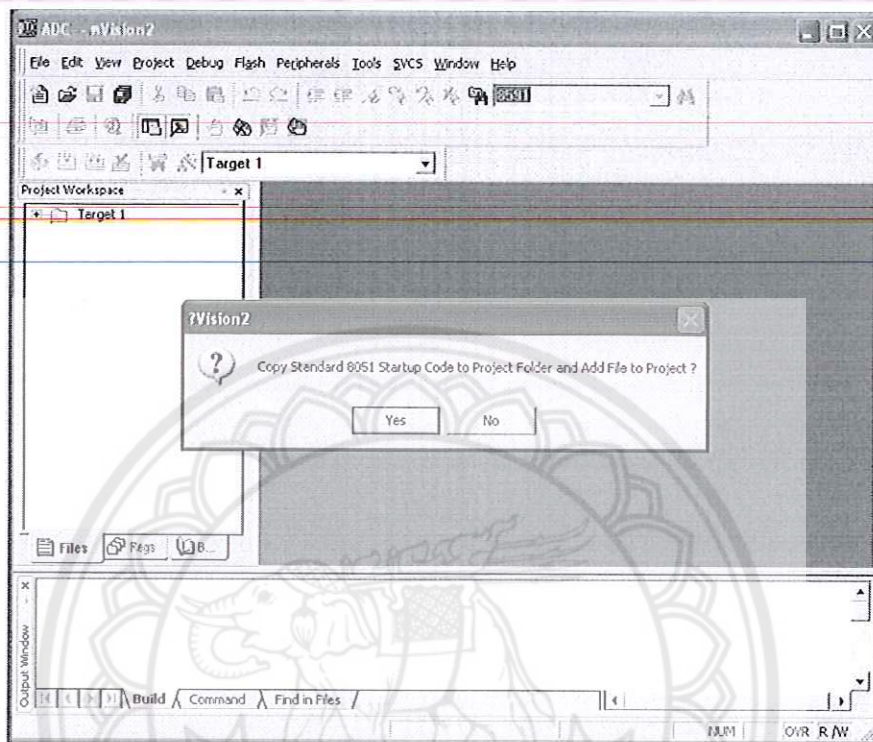 ADC - µVision2
File Edit View Project Debug Flash Peripherals Tools SVCS Window Help
8051
Target 1
Project Workspace
Target 1
?Vision2
Copy Standard 8051 Startup Code to Project Folder and Add File to Project ?
Yes No
Files Regs B...
Output Window
Build Command Find in Files
NUM OVR R/W